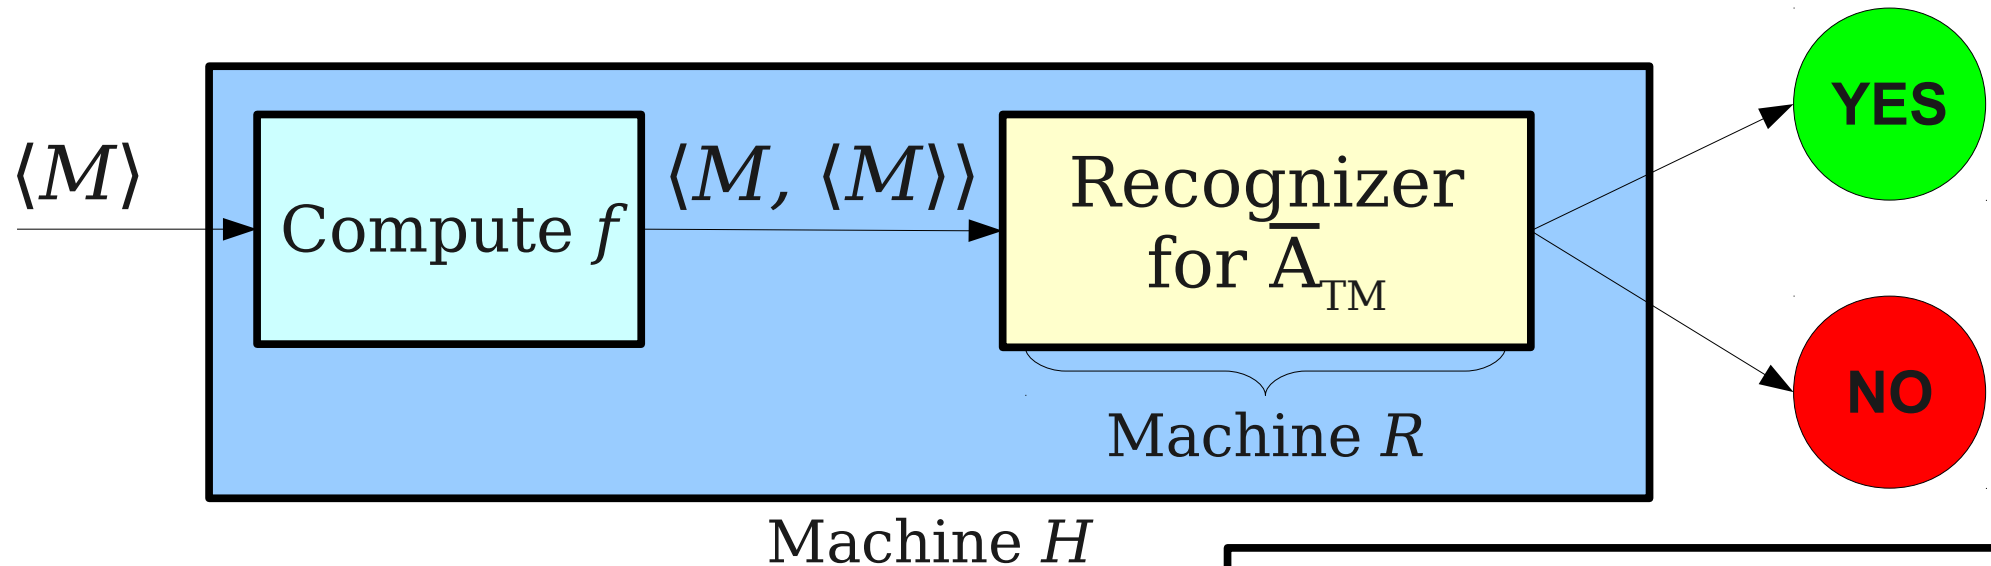 ⟨M⟩
Compute f
⟨M, ⟨M⟩⟩
Recognizer
for A̅TM
Machine R
YES
NO
Machine H